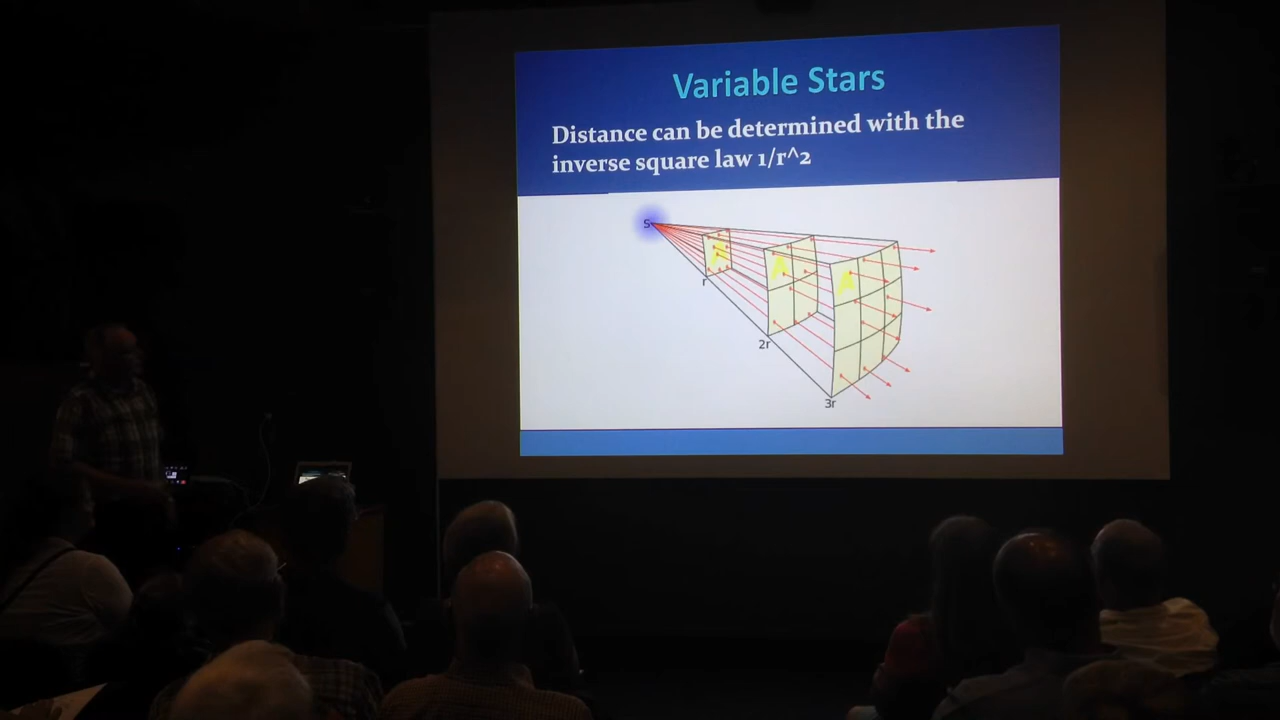 Variable Stars
Distance can be determined with the
inverse square law 1/r^2
S
A
A
A
r
2r
3r